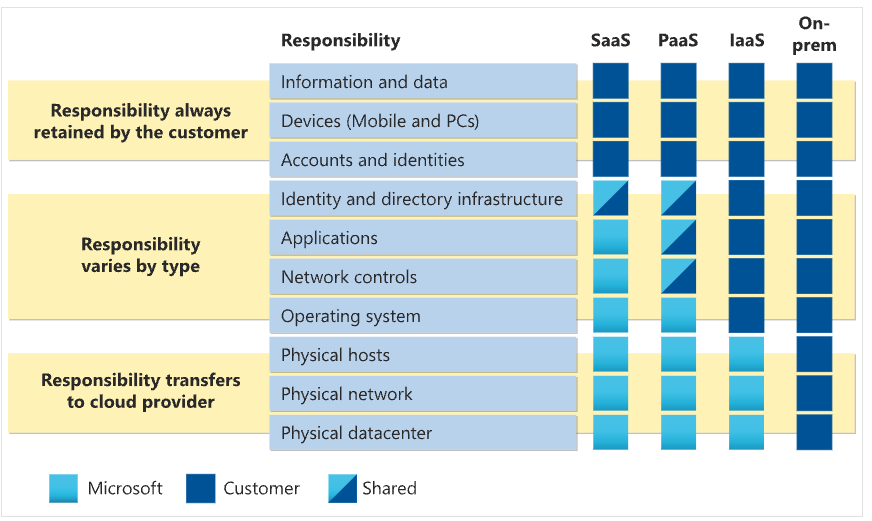 Responsibility
SaaS
PaaS
IaaS
On-
prem
Responsibility always
retained by the customer
Information and data
Devices (Mobile and PCs)
Accounts and identities
Responsibility
varies by type
Identity and directory infrastructure
Applications
Network controls
Operating system
Responsibility transfers
to cloud provider
Physical hosts
Physical network
Physical datacenter
Microsoft
Customer
Shared